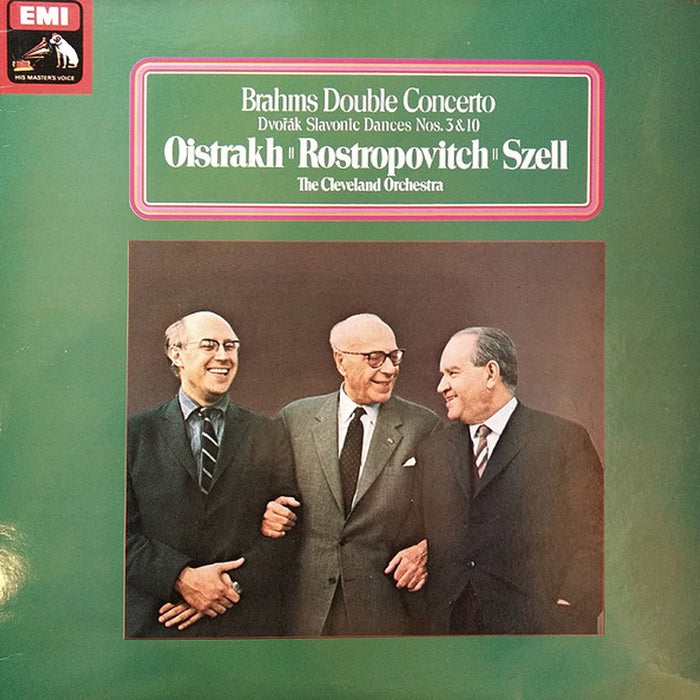 EMI
HIS MASTER'S VOICE
Brahms Double Concerto
Dvořák Slavonic Dances Nos. 3 & 10
Oistrakh " Rostropovitch " Szell
The Cleveland Orchestra